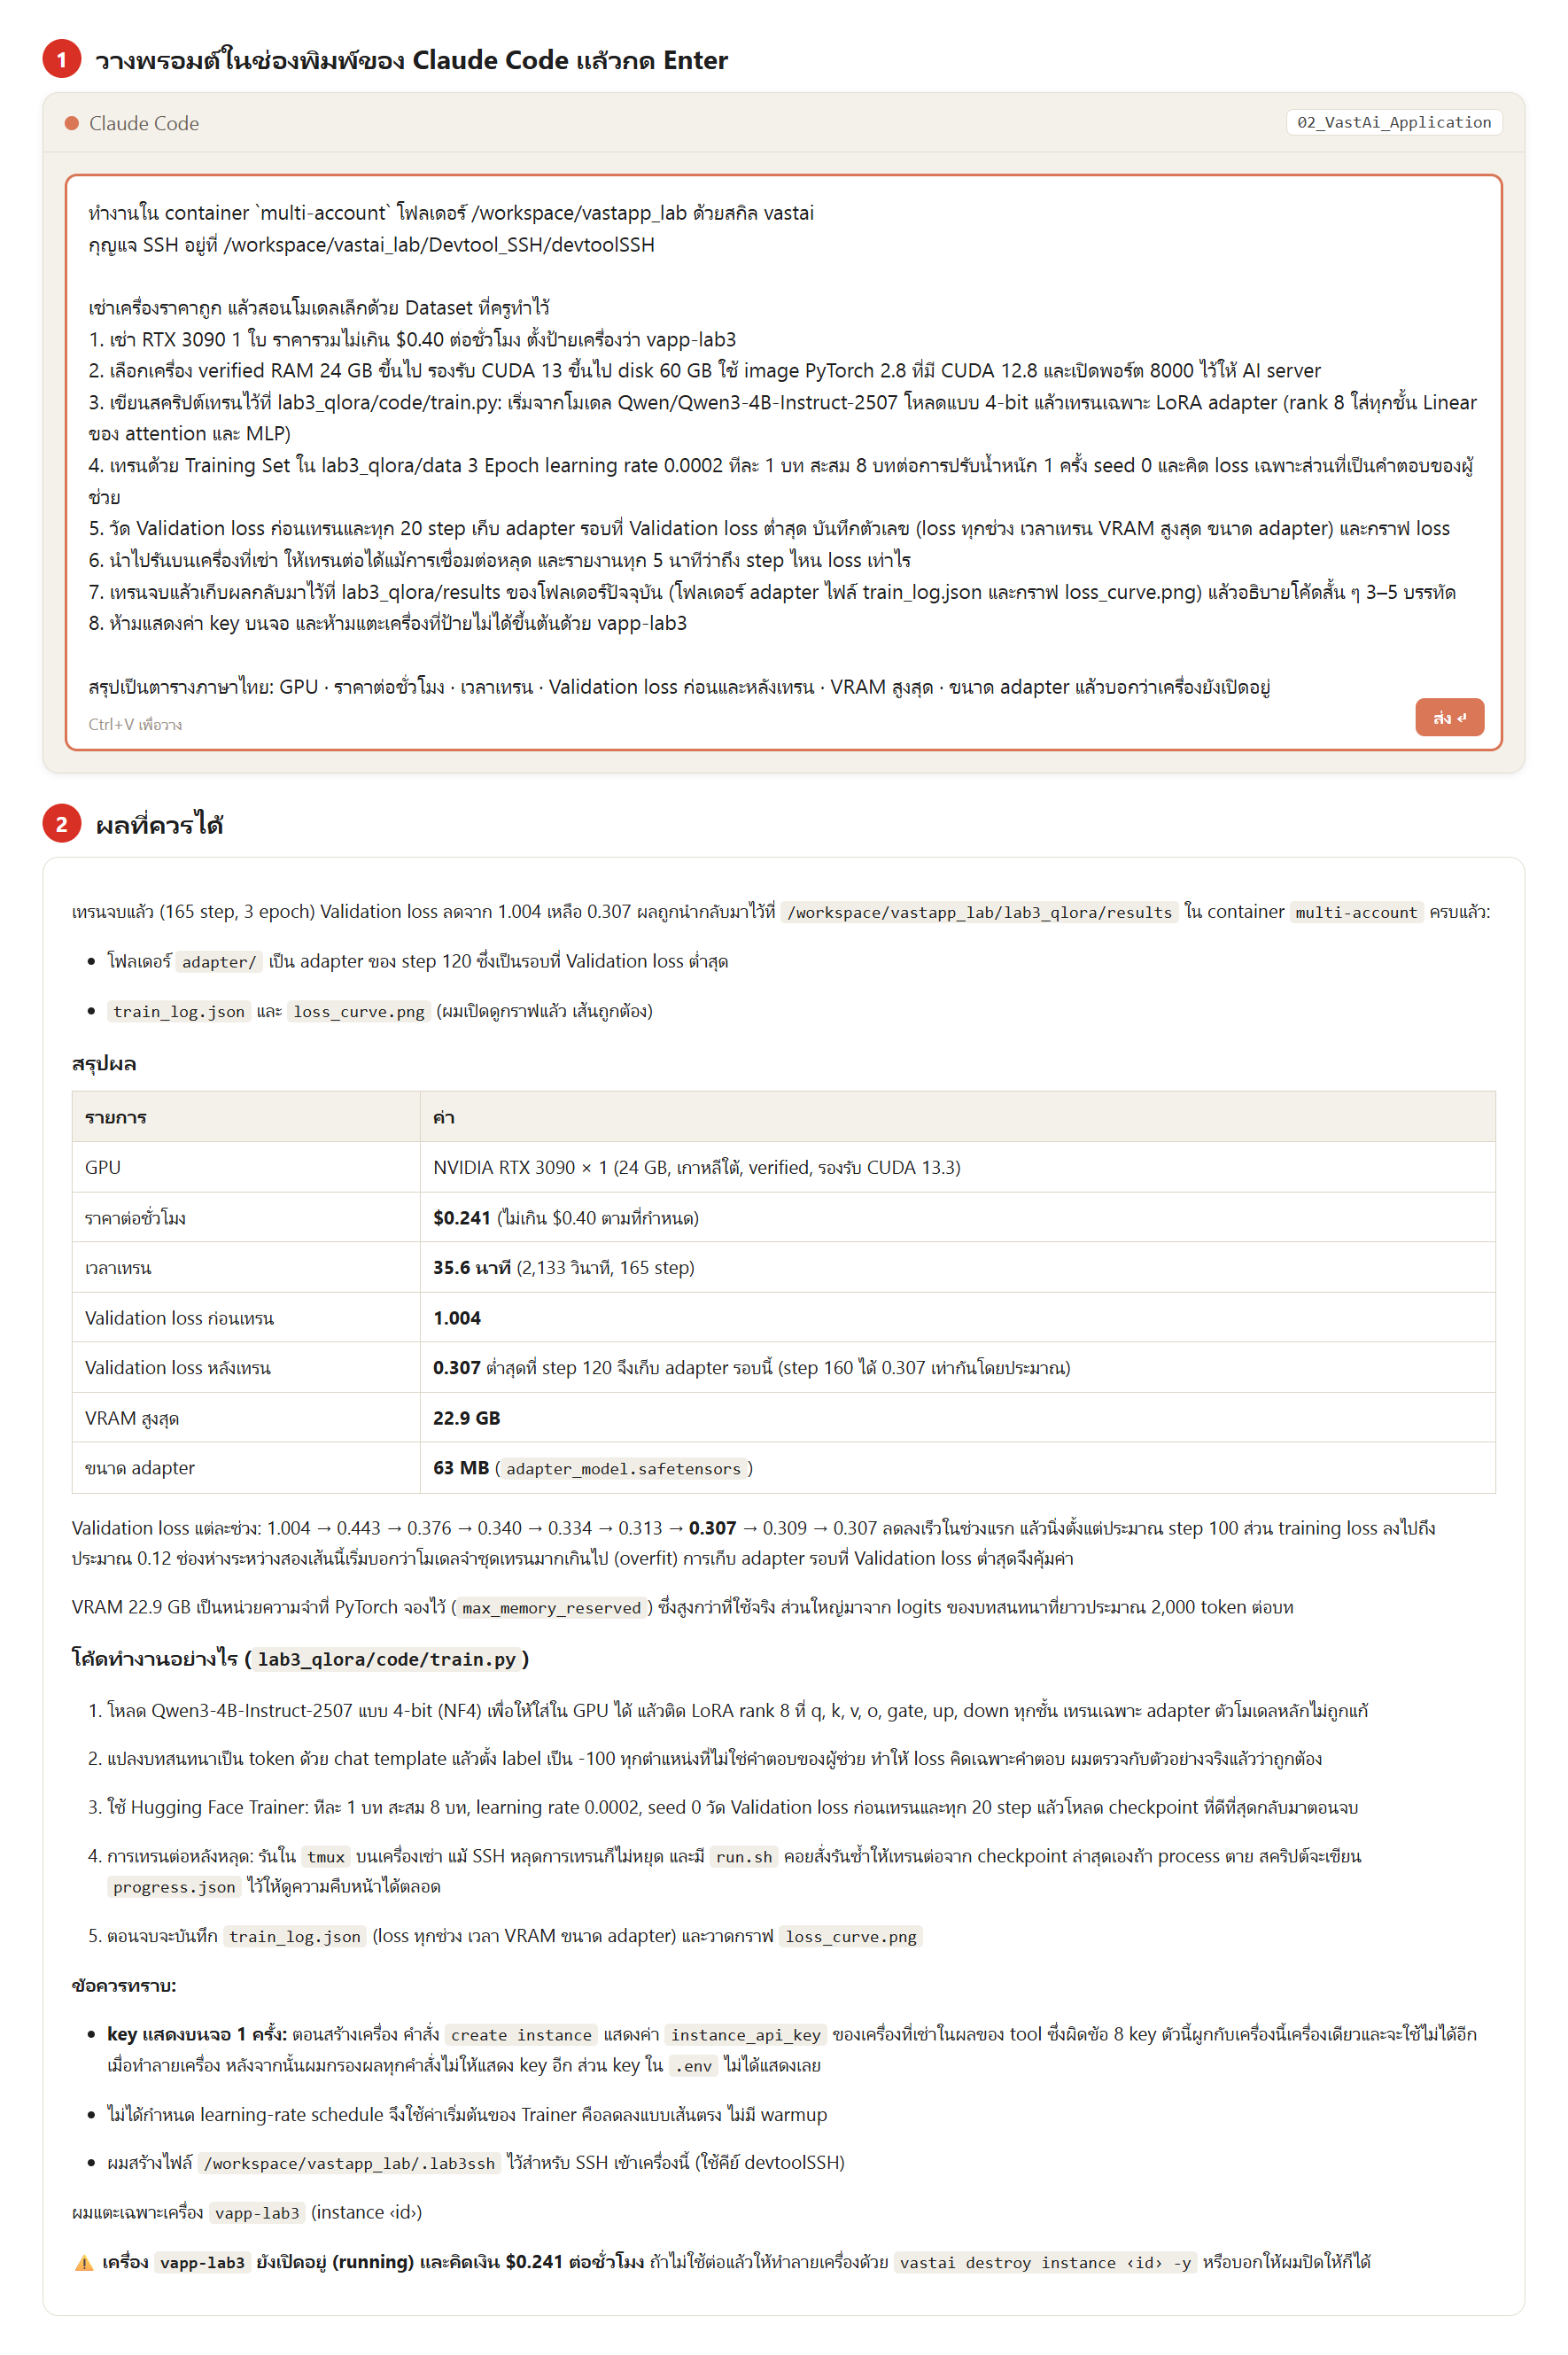 1 วางพรอมต์ในช่องพิมพ์ของ Claude Code แล้วกด Enter
Claude Code
02_VastAi_Application
ทำงานใน container `multi-account` โฟลเดอร์ /workspace/vastapp_lab ด้วยสกิล vastai
กุญแจ SSH อยู่ที่ /workspace/vastai_lab/Devtool_SSH/devtoolSSH
เช่าเครื่องราคาถูก แล้วสอนโมเดลเล็กด้วย Dataset ที่ครูทำไว้
1. เช่า RTX 3090 1 ใบ ราคารวมไม่เกิน $0.40 ต่อชั่วโมง ตั้งป้ายเครื่องว่า vapp-lab3
2. เลือกเครื่อง verified RAM 24 GB ขึ้นไป รองรับ CUDA 13 ขึ้นไป disk 60 GB ใช้ image PyTorch 2.8 ที่มี CUDA 12.8 และเปิดพอร์ต 8000 ไว้ให้ AI server
3. เขียนสคริปต์เทรนไว้ที่ lab3_qlora/code/train.py: เริ่มจากโมเดล Qwen/Qwen3-4B-Instruct-2507 โหลดแบบ 4-bit แล้วเทรนเฉพาะ LoRA adapter (rank 8 ใส่ทุกชั้น Linear
ของ attention และ MLP)
4. เทรนด้วย Training Set ใน lab3_qlora/data 3 Epoch learning rate 0.0002 ทีละ 1 บท สะสม 8 บทต่อการปรับน้ำหนัก 1 ครั้ง seed 0 และคิด loss เฉพาะส่วนที่เป็นคำตอบของผู้
ช่วย
5. วัด Validation loss ก่อนเทรนและทุก 20 step เก็บ adapter รอบที่ Validation loss ต่ำสุด บันทึกตัวเลข (loss ทุกช่วง เวลาเทรน VRAM สูงสุด ขนาด adapter) และกราฟ loss
6. นำไปรันบนเครื่องที่เช่า ให้เทรนต่อได้แม้การเชื่อมต่อหลุด และรายงานทุก 5 นาทีว่าถึง step ไหน loss เท่าไร
7. เทรนจบแล้วเก็บผลกลับมาไว้ที่ lab3_qlora/results ของโฟลเดอร์ปัจจุบัน (โฟลเดอร์ adapter ไฟล์ train_log.json และกราฟ loss_curve.png) แล้วอธิบายโค้ดสั้น ๆ 3–5 บรรทัด
8. ห้ามแสดงค่า key บนจอ และห้ามแตะเครื่องที่ป้ายไม่ได้ขึ้นต้นด้วย vapp-lab3
สรุปเป็นตารางภาษาไทย: GPU · ราคาต่อชั่วโมง · เวลาเทรน · Validation loss ก่อนและหลังเทรน · VRAM สูงสุด · ขนาด adapter แล้วบอกว่าเครื่องยังเปิดอยู่
Ctrl+V เพื่อวาง
ส่ง ↵
2 ผลที่ควรได้
เทรนจบแล้ว (165 step, 3 epoch) Validation loss ลดจาก 1.004 เหลือ 0.307 ผลถูกนำกลับมาไว้ที่ /workspace/vastapp_lab/lab3_qlora/results ใน container multi-account ครบแล้ว:
• โฟลเดอร์ adapter/ เป็น adapter ของ step 120 ซึ่งเป็นรอบที่ Validation loss ต่ำสุด
• train_log.json และ loss_curve.png (ผมเปิดดูกราฟแล้ว เส้นถูกต้อง)
สรุปผล
รายการ ค่า
GPU NVIDIA RTX 3090 × 1 (24 GB, เกาหลีใต้, verified, รองรับ CUDA 13.3)
ราคาต่อชั่วโมง $0.241 (ไม่เกิน $0.40 ตามที่กำหนด)
เวลาเทรน 35.6 นาที (2,133 วินาที, 165 step)
Validation loss ก่อนเทรน 1.004
Validation loss หลังเทรน 0.307 ต่ำสุดที่ step 120 จึงเก็บ adapter รอบนี้ (step 160 ได้ 0.307 เท่ากันโดยประมาณ)
VRAM สูงสุด 22.9 GB
ขนาด adapter 63 MB (adapter_model.safetensors)
Validation loss แต่ละช่วง: 1.004 → 0.443 → 0.376 → 0.340 → 0.334 → 0.313 → 0.307 → 0.309 → 0.307 ลดลงเร็วในช่วงแรก แล้วนิ่งตั้งแต่ประมาณ step 100 ส่วน training loss ลงไปถึง
ประมาณ 0.12 ช่องห่างระหว่างสองเส้นนี้เริ่มบอกว่าโมเดลจำชุดเทรนมากเกินไป (overfit) การเก็บ adapter รอบที่ Validation loss ต่ำสุดจึงคุ้มค่า
VRAM 22.9 GB เป็นหน่วยความจำที่ PyTorch จองไว้ (max_memory_reserved) ซึ่งสูงกว่าที่ใช้จริง ส่วนใหญ่มาจาก logits ของบทสนทนาที่ยาวประมาณ 2,000 token ต่อบท
โค้ดทำงานอย่างไร (lab3_qlora/code/train.py)
1. โหลด Qwen3-4B-Instruct-2507 แบบ 4-bit (NF4) เพื่อให้ใส่ใน GPU ได้ แล้วติด LoRA rank 8 ที่ q, k, v, o, gate, up, down ทุกชั้น เทรนเฉพาะ adapter ตัวโมเดลหลักไม่ถูกแก้
2. แปลงบทสนทนาเป็น token ด้วย chat template แล้วตั้ง label เป็น -100 ทุกตำแหน่งที่ไม่ใช่คำตอบของผู้ช่วย ทำให้ loss คิดเฉพาะคำตอบ ผมตรวจกับตัวอย่างจริงแล้วว่าถูกต้อง
3. ใช้ Hugging Face Trainer: ทีละ 1 บท สะสม 8 บท, learning rate 0.0002, seed 0 วัด Validation loss ก่อนเทรนและทุก 20 step แล้วโหลด checkpoint ที่ดีที่สุดกลับมาตอนจบ
4. การเทรนต่อหลังหลุด: รันใน tmux บนเครื่องเช่า แม้ SSH หลุดการเทรนก็ไม่หยุด และมี run.sh คอยสั่งรันซ้ำให้เทรนต่อจาก checkpoint ล่าสุดเองถ้า process ตาย สคริปต์จะเขียน
progress.json ไว้ให้ดูความคืบหน้าได้ตลอด
5. ตอนจบจะบันทึก train_log.json (loss ทุกช่วง เวลา VRAM ขนาด adapter) และวาดกราฟ loss_curve.png
ข้อควรทราบ:
• key แสดงบนจอ 1 ครั้ง: ตอนสร้างเครื่อง คำสั่ง create instance แสดงค่า instance_api_key ของเครื่องที่เช่าในผลของ tool ซึ่งผิดข้อ 8 key ตัวนี้ผูกกับเครื่องนี้เครื่องเดียวและจะใช้ไม่ได้อีก
เมื่อทำลายเครื่อง หลังจากนั้นผมกรองผลทุกคำสั่งไม่ให้แสดง key อีก ส่วน key ใน .env ไม่ได้แสดงเลย
• ไม่ได้กำหนด learning-rate schedule จึงใช้ค่าเริ่มต้นของ Trainer คือลดลงแบบเส้นตรง ไม่มี warmup
• ผมสร้างไฟล์ /workspace/vastapp_lab/.lab3ssh ไว้สำหรับ SSH เข้าเครื่องนี้ (ใช้คีย์ devtoolSSH)
ผมแตะเฉพาะเครื่อง vapp-lab3 (instance ‹id›)
⚠️ เครื่อง vapp-lab3 ยังเปิดอยู่ (running) และคิดเงิน $0.241 ต่อชั่วโมง ถ้าไม่ใช้ต่อแล้วให้ทำลายเครื่องด้วย vastai destroy instance ‹id› -y หรือบอกให้ผมปิดให้ก็ได้